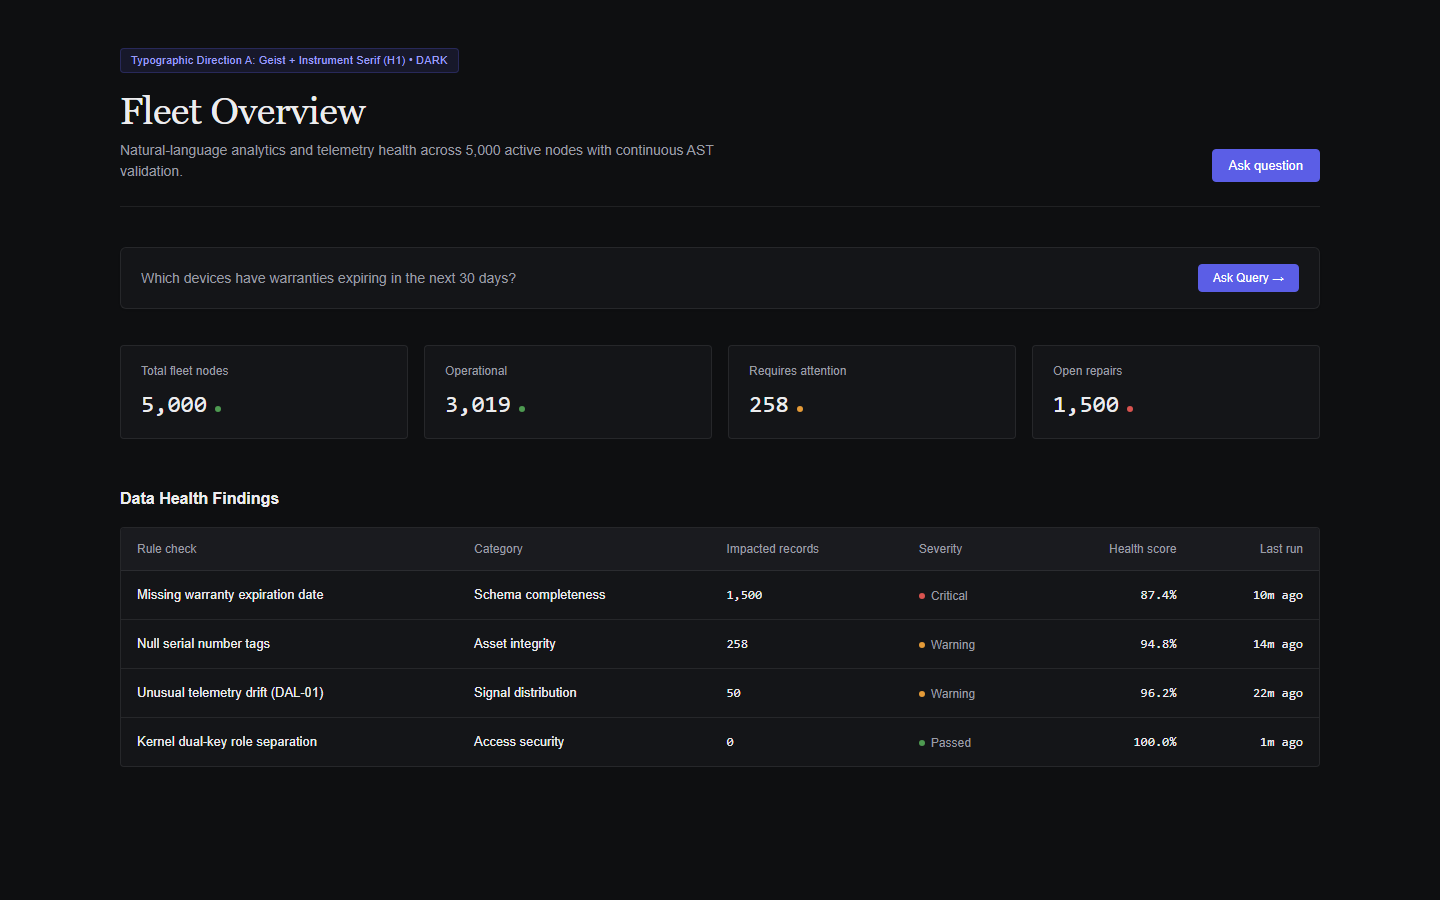 Typographic Direction A: Geist + Instrument Serif (H1) • DARK
Fleet Overview
Natural-language analytics and telemetry health across 5,000 active nodes with continuous AST
validation.
Ask question
Which devices have warranties expiring in the next 30 days?
Ask Query →
Total fleet nodes
5,000
Operational
3,019
Requires attention
258
Open repairs
1,500
Data Health Findings
Rule check Category Impacted records Severity Health score Last run
Missing warranty expiration date Schema completeness 1,500 Critical 87.4% 10m ago
Null serial number tags Asset integrity 258 Warning 94.8% 14m ago
Unusual telemetry drift (DAL-01) Signal distribution 50 Warning 96.2% 22m ago
Kernel dual-key role separation Access security 0 Passed 100.0% 1m ago